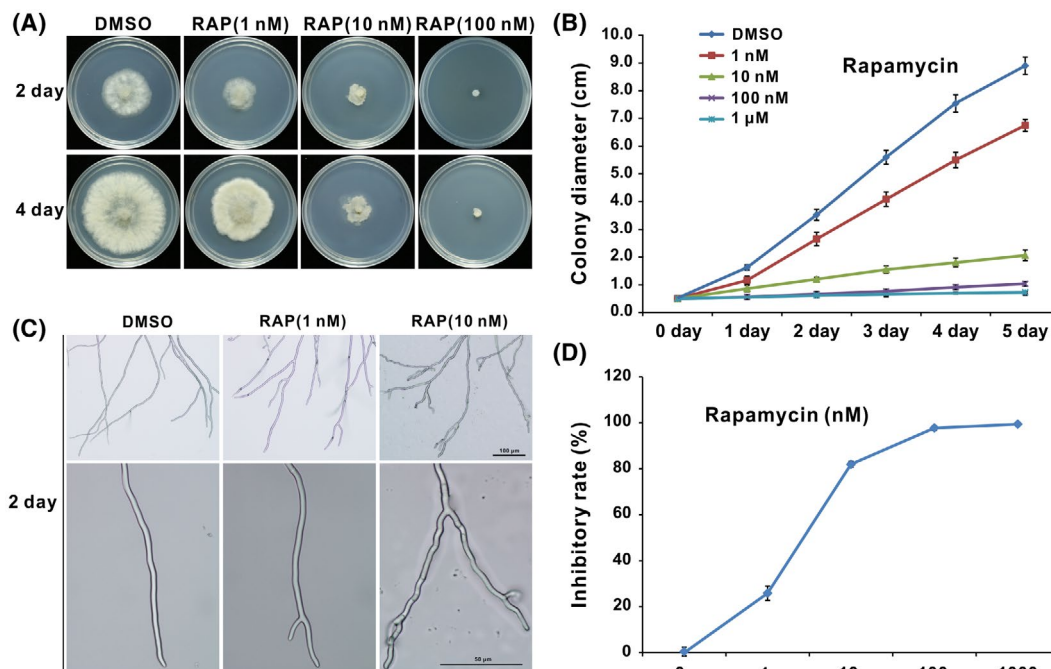 (A)
DMSO RAP(1 nM) RAP(10 nM) RAP(100 nM)
2 day
4 day
(B)
10.0
9.0
8.0
7.0
6.0
5.0
4.0
3.0
2.0
1.0
0.0
Colony diameter (cm)
DMSO
1 nM
10 nM
100 nM
1 μM
Rapamycin
0 day 1 day 2 day 3 day 4 day 5 day
(C)
DMSO RAP(1 nM) RAP(10 nM)
100 μm
2 day
50 μm
(D)
120
100
80
60
40
20
0
Inhibitory rate (%)
Rapamycin (nM)